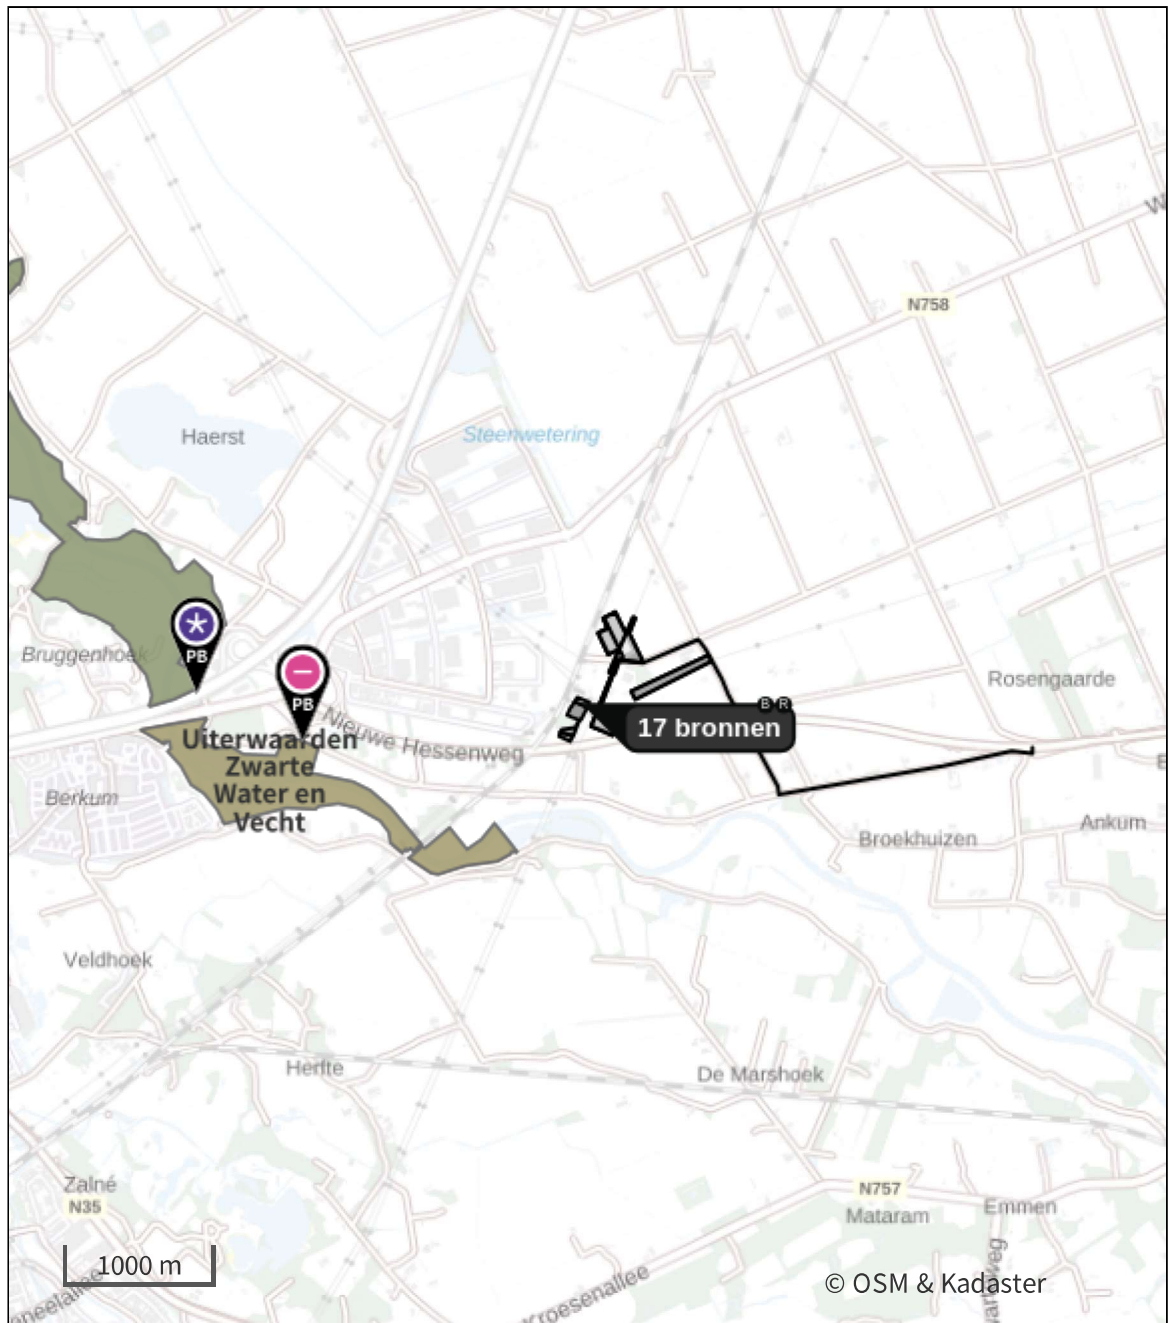 W
N758
Haerst
Steenwetering
PB
Bruggenhoek
PB
Rosengaarde
B R
Nieuwe Hessenweg
17 bronnen
Uiterwaarden
Zwarte
Water en
Vecht
Berkum
E
Broekhuizen
Ankum
Veldhoek
Herfte
De Marshoek
Zalné
N35
N757
Mataram
Emmen
1000 m
Kroesenallee
© OSM & Kadaster